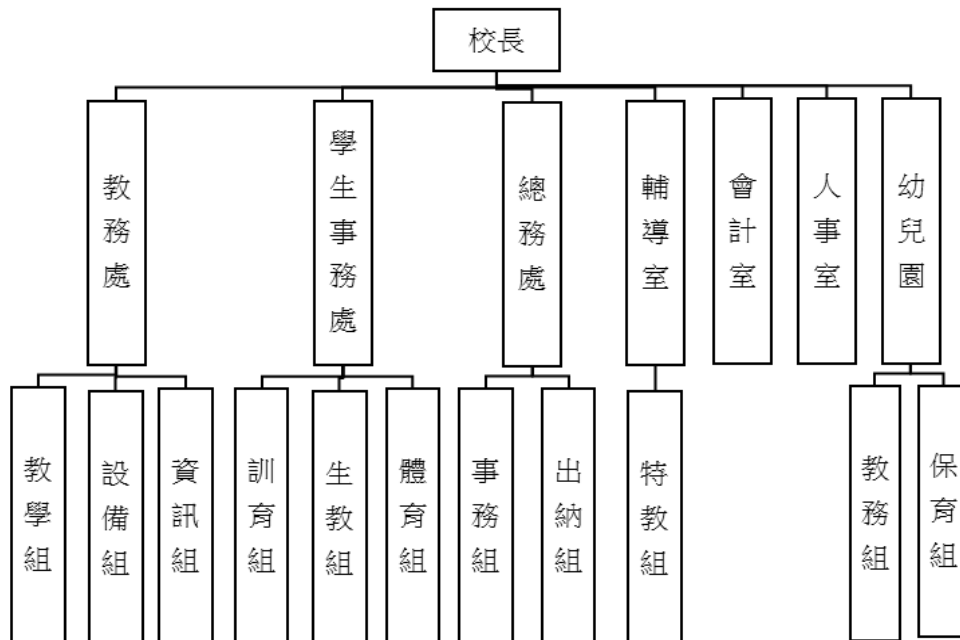 校長
教務處
學生事務處
總務處
輔導室
會計室
人事室
幼兒園
教學組
設備組
資訊組
訓育組
生教組
體育組
事務組
出納組
特教組
教務組
保育組